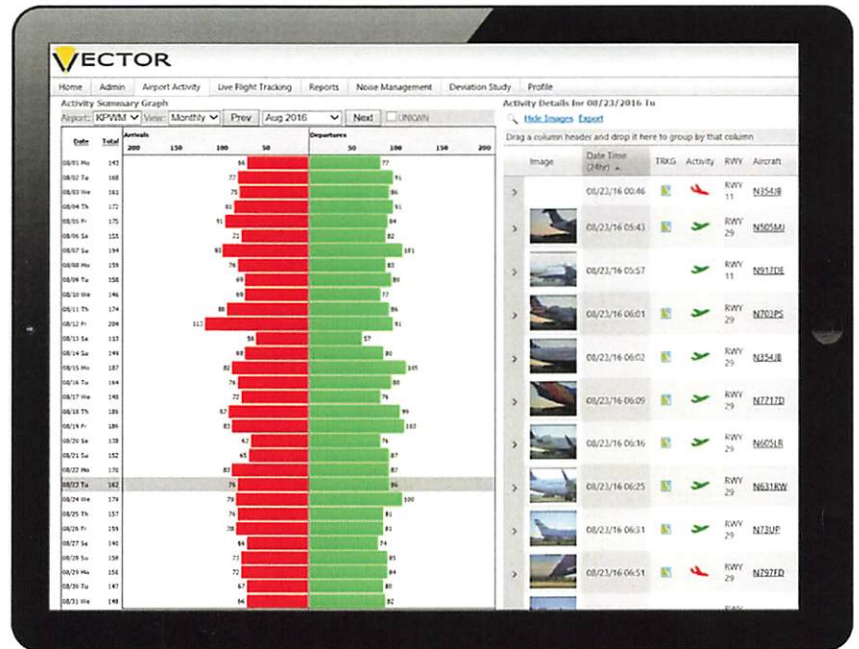 VECTOR
Home Admin Airport Activity Live Flight Tracking Reports Noise Management Deviation Study Profile
Activity Summary Graph
Airport: KPWM View: Monthly Prev Aug 2016 Next UNKWN
Date Total Arrivals Departures
200 150 100 50 50 100 150 200
08/01 Mo 143 66 77
08/02 Tu 168 77 91
08/03 We 161 75 86
08/04 Th 172 81 91
08/05 Fr 175 91 84
08/06 Sa 155 82
08/07 Su 194 93 101
08/08 Mo 159 76 83
08/09 Tu 158 69 89
08/10 We 146 69 77
08/11 Th 174 88 86
08/12 Fr 204 113 91
08/13 Sa 113 56 57
08/14 Su 149 69 80
08/15 Mo 187 82 105
08/16 Tu 164 76 88
08/17 We 148 72 76
08/18 Th 186 87 99
08/19 Fr 186 83 103
08/20 Sa 138 62 76
08/21 Su 152 65 87
08/22 Mo 170 83 87
08/23 Tu 162 76 86
08/24 We 179 79 100
08/25 Th 157 76 81
08/26 Fr 159 78 81
08/27 Sa 140 66 74
08/28 Su 158 73 85
08/29 Mo 156 72 84
08/30 Tu 147 67 80
08/31 We 148 66 82
Activity Details for 08/23/2016 Tu
Hide Images Export
Drag a column header and drop it here to group by that column
Image Date Time (24hr) TRKG Activity RWY Aircraft
08/23/16 00:46 RWY 11 N354JB
08/23/16 05:43 RWY 29 N505MJ
08/23/16 05:57 RWY 11 N917DE
08/23/16 06:01 RWY 29 N703PS
08/23/16 06:02 RWY 29 N354JB
08/23/16 06:09 RWY 29 N7717D
08/23/16 06:16 RWY 29 N605LR
08/23/16 06:25 RWY 29 N631RW
08/23/16 06:31 RWY 29 N73UP
08/23/16 06:51 RWY 29 N797FD